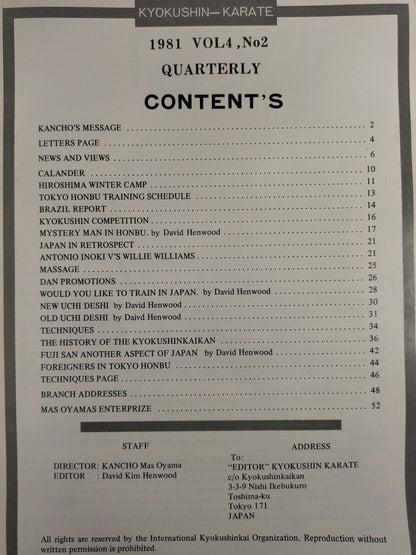 KYOKUSHIN—KARATE
1981 VOL4 ,No2
QUARTERLY
CONTENT'S
KANCHO'S MESSAGE 2
LETTERS PAGE 4
NEWS AND VIEWS 6
CALANDER 10
HIROSHIMA WINTER CAMP 11
TOKYO HONBU TRAINING SCHEDULE 13
BRAZIL REPORT 14
KYOKUSHIN COMPETITION 16
MYSTERY MAN IN HONBU. by David Henwood 17
JAPAN IN RETROSPECT 21
ANTONIO INOKI V'S WILLIE WILLIAMS 21
MASSAGE 25
DAN PROMOTIONS 26
WOULD YOU LIKE TO TRAIN IN JAPAN. by David Henwood 28
NEW UCHI DESHI by David Henwood 30
OLD UCHI DESHI by Daivd Henwood 31
TECHNIQUES 34
THE HISTORY OF THE KYOKUSHINKAIKAN 36
FUJI SAN ANOTHER ASPECT OF JAPAN by David Henwood 42
FOREIGNERS IN TOKYO HONBU 44
TECHNIQUES PAGE 46
BRANCH ADDRESSES 48
MAS OYAMAS ENTERPRIZE 52
STAFF
DIRECTOR: KANCHO Mas Oyama
EDITOR : David Kim Henwood
ADDRESS
To:
"EDITOR" KYOKUSHIN KARATE
c/o Kyokushinkaikan
3-3-9 Nishi Ikebukuro
Toshima-ku
Tokyo 171
JAPAN
All rights are reserved by the International Kyokushinkai Organization. Reproduction without
written permission is prohibited.